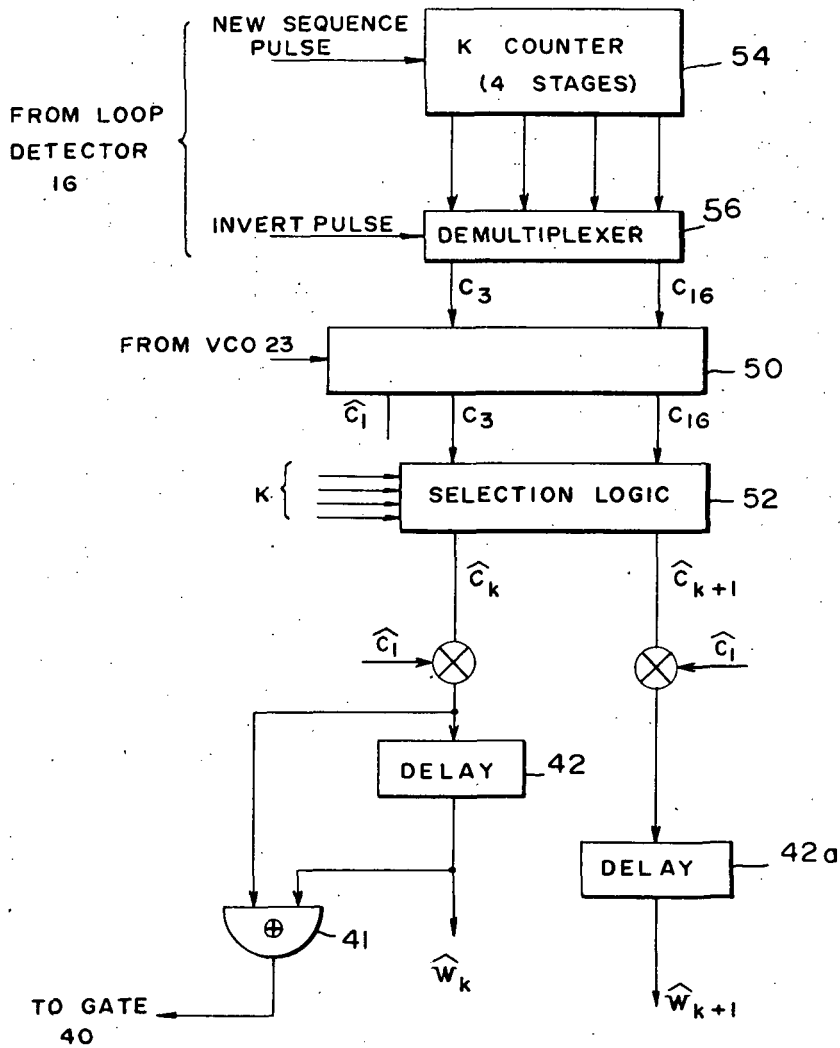 NEW SEQUENCE
PULSE
K COUNTER
(4 STAGES)
54
FROM LOOP
DETECTOR
16
INVERT PULSE
DEMULTIPLEXER
56
C3
C16
FROM VCO 23
50
Ĉ1
C3
C16
K
SELECTION LOGIC
52
Ĉk
Ĉk+1
Ĉ1
Ĉ1
DELAY
42
DELAY
42a
⊕
41
Ŵk
Ŵk+1
TO GATE
40